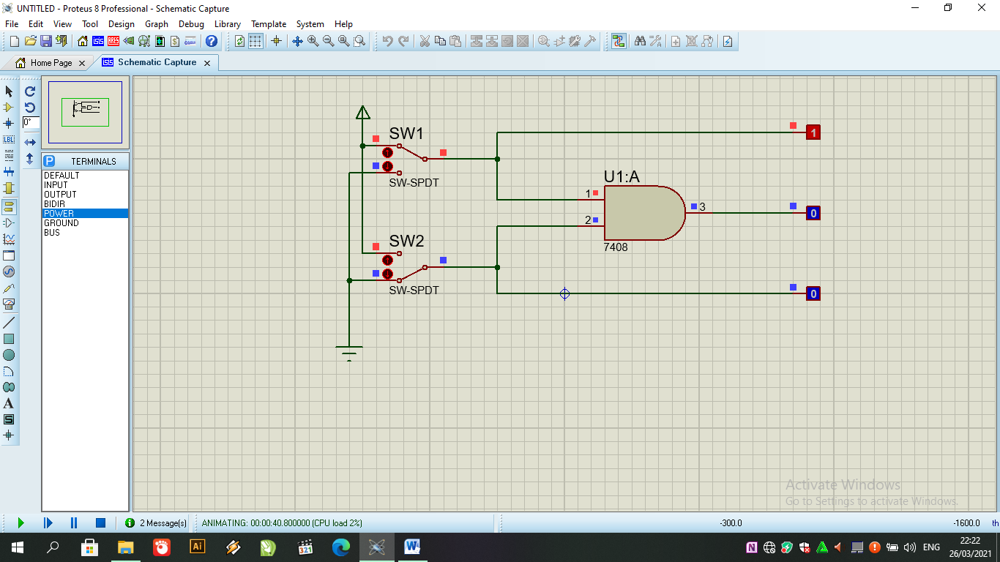 UNTITLED - Proteus 8 Professional - Schematic Capture
File Edit View Tool Design Graph Debug Library Template System Help
Home Page
Schematic Capture
LBL
0°
P TERMINALS
DEFAULT
INPUT
OUTPUT
BIDIR
POWER
GROUND
BUS
A
S
SW1
SW-SPDT
SW2
SW-SPDT
U1:A
1
2
3
7408
1
0
0
Activate Windows
Go to Settings to activate Windows.
2 Message(s)
ANIMATING: 00:00:40.800000 (CPU load 2%)
-300.0
-1600.0
th
Ai
321
W
N
ENG
22:22
26/03/2021